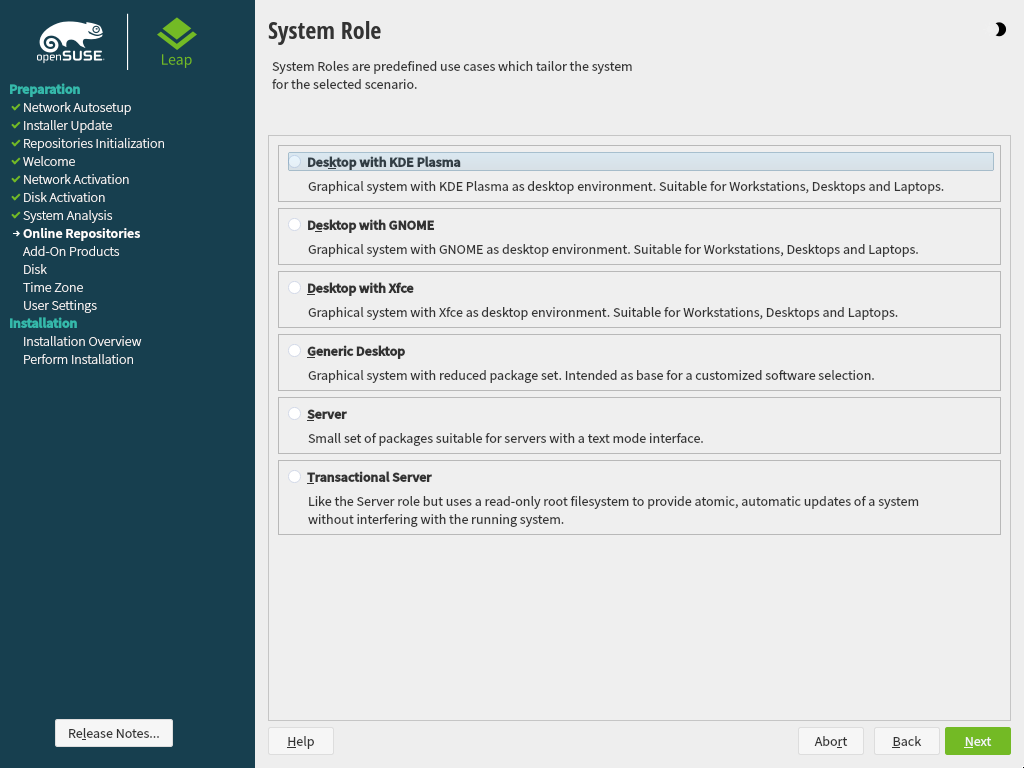 openSUSE
Leap
Preparation
Network Autosetup
Installer Update
Repositories Initialization
Welcome
Network Activation
Disk Activation
System Analysis
Online Repositories
Add-On Products
Disk
Time Zone
User Settings
Installation
Installation Overview
Perform Installation
Release Notes...
System Role
System Roles are predefined use cases which tailor the system
for the selected scenario.
Desktop with KDE Plasma
Graphical system with KDE Plasma as desktop environment. Suitable for Workstations, Desktops and Laptops.
Desktop with GNOME
Graphical system with GNOME as desktop environment. Suitable for Workstations, Desktops and Laptops.
Desktop with Xfce
Graphical system with Xfce as desktop environment. Suitable for Workstations, Desktops and Laptops.
Generic Desktop
Graphical system with reduced package set. Intended as base for a customized software selection.
Server
Small set of packages suitable for servers with a text mode interface.
Transactional Server
Like the Server role but uses a read-only root filesystem to provide atomic, automatic updates of a system
without interfering with the running system.
Help
Abort
Back
Next